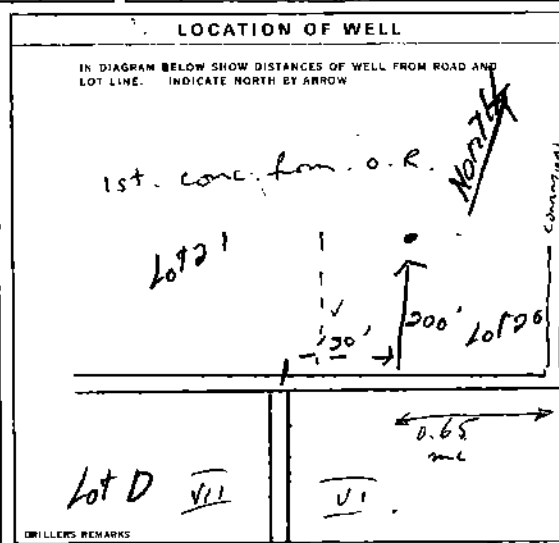 LOCATION OF WELL
IN DIAGRAM BELOW SHOW DISTANCES OF WELL FROM ROAD AND
LOT LINE. INDICATE NORTH BY ARROW
North
1st. conc. from. O.R.
Lot 21
30'
200'
Lot 20
0.65
Lot D VII VI
DRILLERS REMARKS